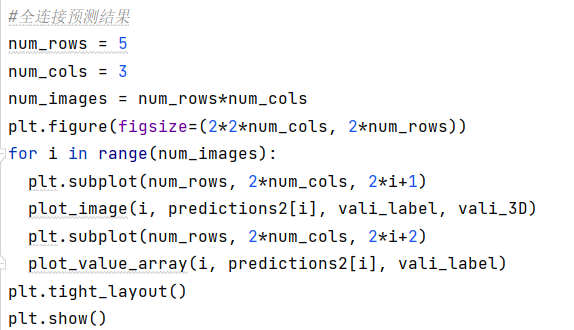 #全连接预测结果
num_rows = 5
num_cols = 3
num_images = num_rows*num_cols
plt.figure(figsize=(2*2*num_cols, 2*num_rows))
for i in range(num_images):
  plt.subplot(num_rows, 2*num_cols, 2*i+1)
  plot_image(i, predictions2[i], vali_label, vali_3D)
  plt.subplot(num_rows, 2*num_cols, 2*i+2)
  plot_value_array(i, predictions2[i], vali_label)
plt.tight_layout()
plt.show()